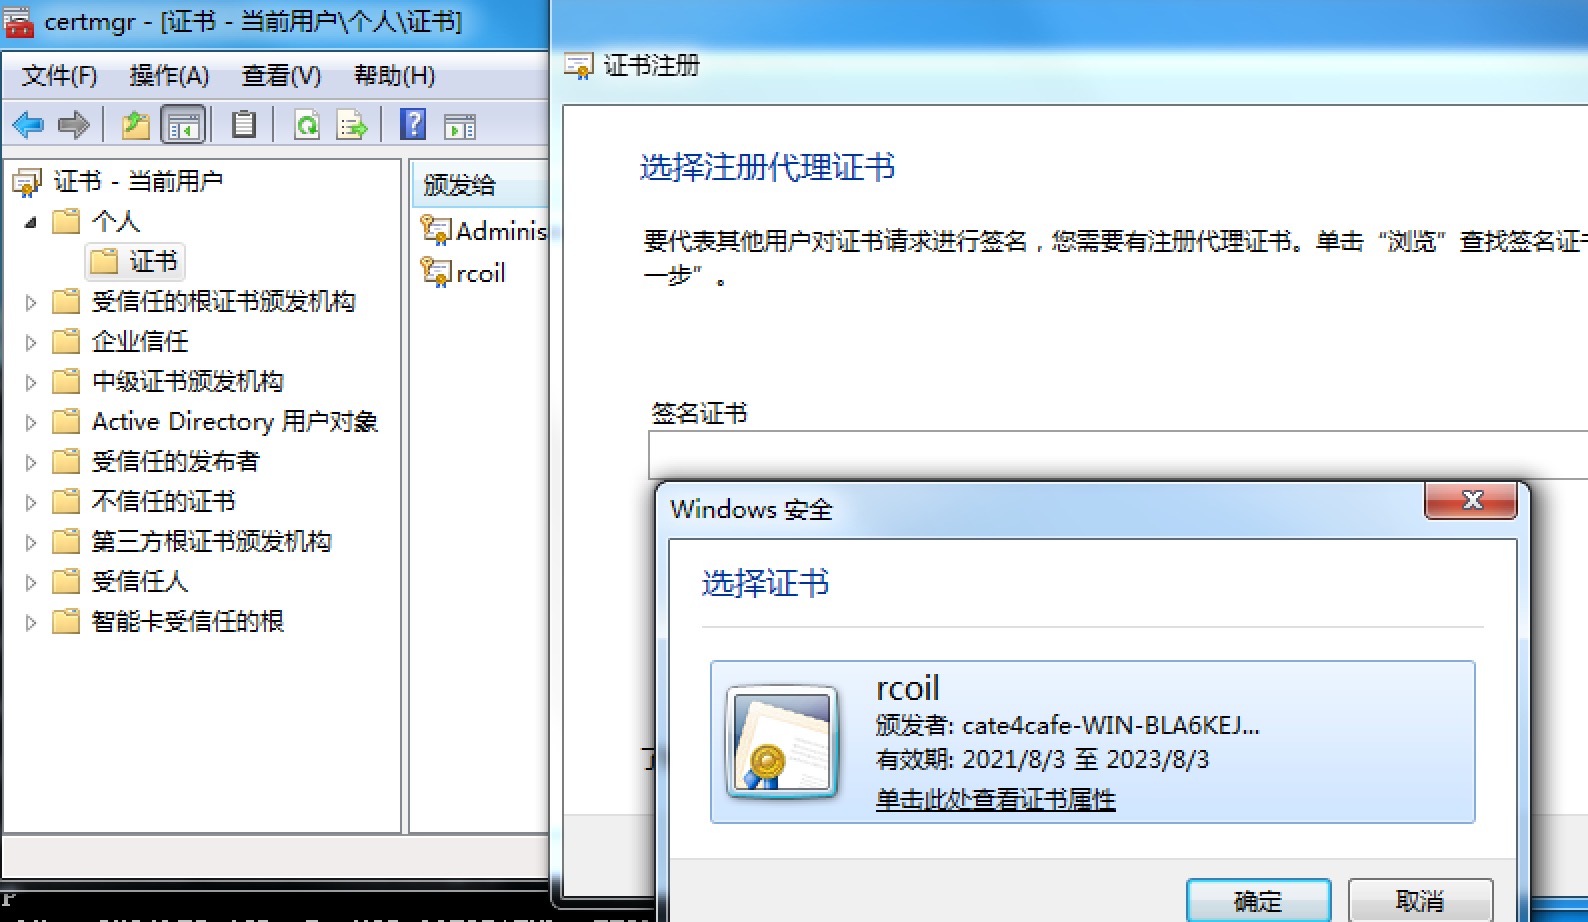 certmgr - [证书 - 当前用户\个人\证书]
文件(F) 操作(A) 查看(V) 帮助(H)
证书 - 当前用户
个人
证书
受信任的根证书颁发机构
企业信任
中级证书颁发机构
Active Directory 用户对象
受信任的发布者
不信任的证书
第三方根证书颁发机构
受信任人
智能卡受信任的根
颁发给
Adminis
rcoil
证书注册
选择注册代理证书
要代表其他用户对证书请求进行签名，您需要有注册代理证书。单击“浏览”查找签名证书
一步”。
签名证书
Windows 安全
选择证书
rcoil
颁发者: cate4cafe-WIN-BLA6KEJ...
有效期: 2021/8/3 至 2023/8/3
单击此处查看证书属性
确定
取消